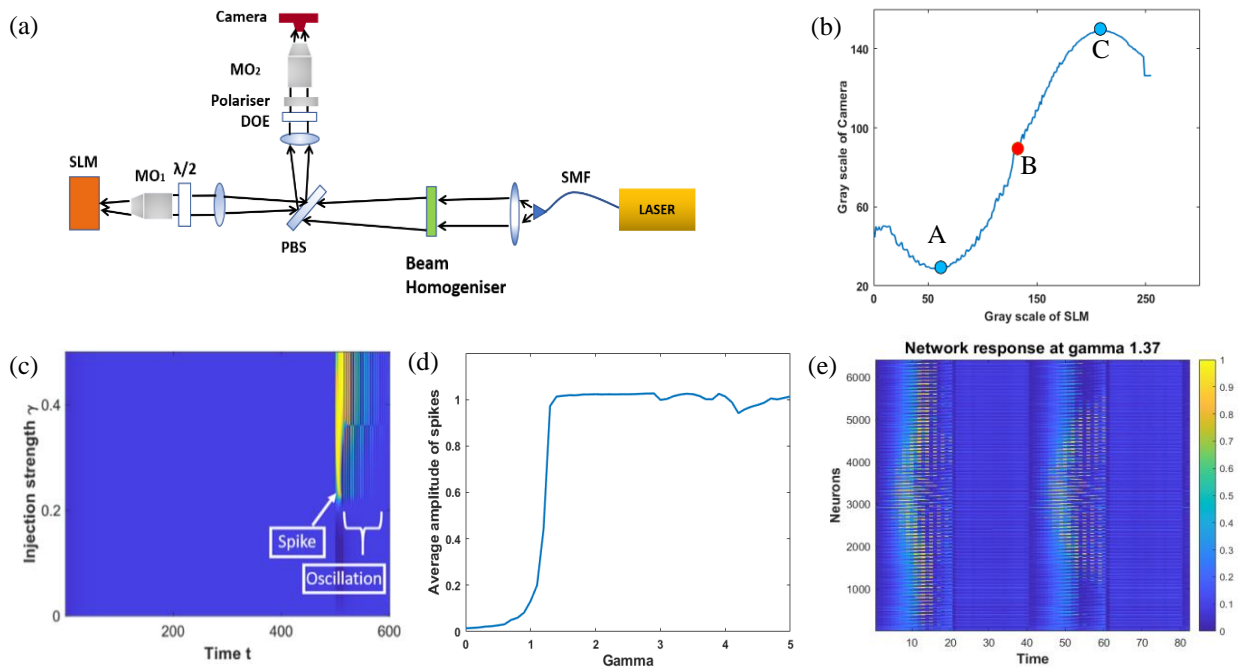 (a)
Camera
MO2
Polariser
DOE
SLM
MO1
λ/2
PBS
Beam
Homogeniser
SMF
LASER
(b)
Gray scale of Camera
140
100
60
20
A
B
C
0
50
150
250
Gray scale of SLM
(c)
Injection strength γ
0.4
0.2
0
Spike
Oscillation
200
400
600
Time t
(d)
Average amplitude of spikes
1
0.8
0.6
0.4
0.2
0
0
1
2
3
4
5
Gamma
(e)
Network response at gamma 1.37
Neurons
6000
5000
4000
3000
2000
1000
10
20
30
40
50
60
70
80
Time
1
0.9
0.8
0.7
0.6
0.5
0.4
0.3
0.2
0.1
0